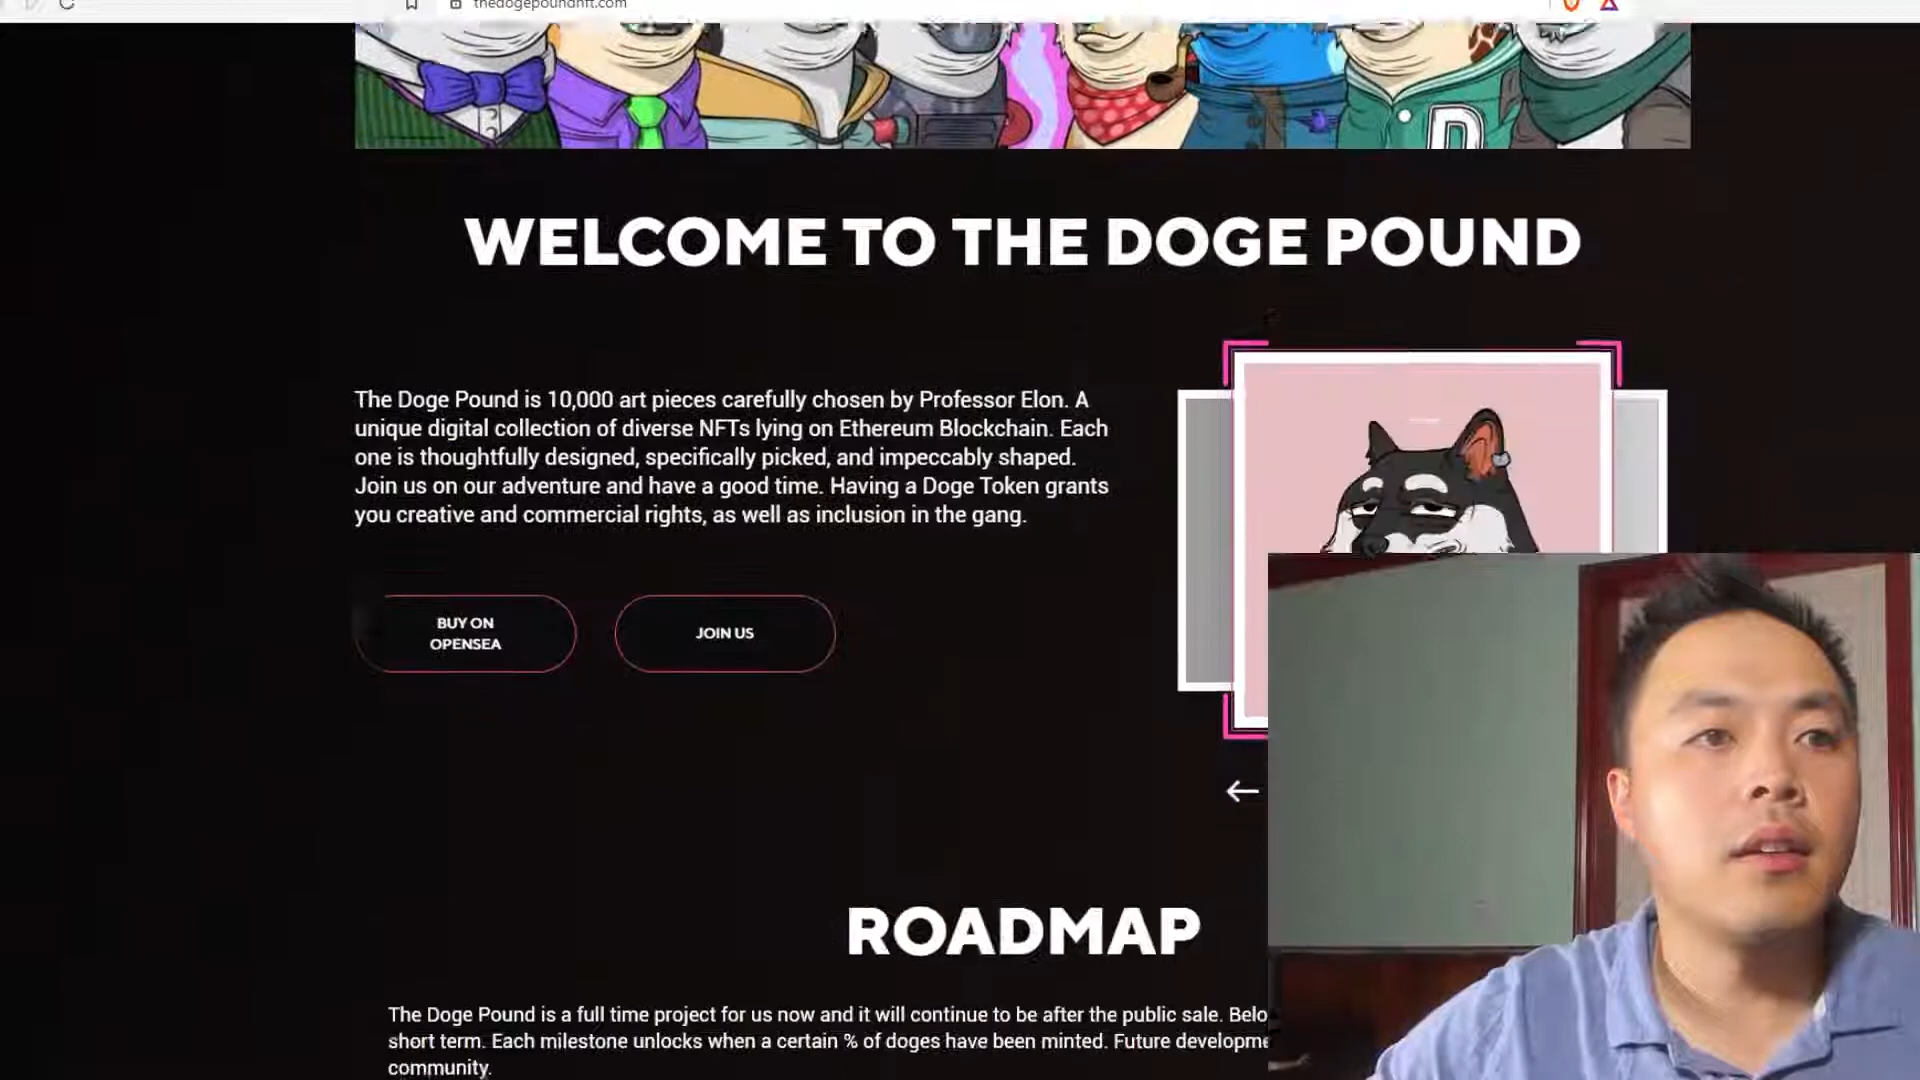 thedogepoundnft.com
D
WELCOME TO THE DOGE POUND
The Doge Pound is 10,000 art pieces carefully chosen by Professor Elon. A
unique digital collection of diverse NFTs lying on Ethereum Blockchain. Each
one is thoughtfully designed, specifically picked, and impeccably shaped.
Join us on our adventure and have a good time. Having a Doge Token grants
you creative and commercial rights, as well as inclusion in the gang.
BUY ON
OPENSEA
JOIN US
ROADMAP
The Doge Pound is a full time project for us now and it will continue to be after the public sale. Belo
short term. Each milestone unlocks when a certain % of doges have been minted. Future developme
community.